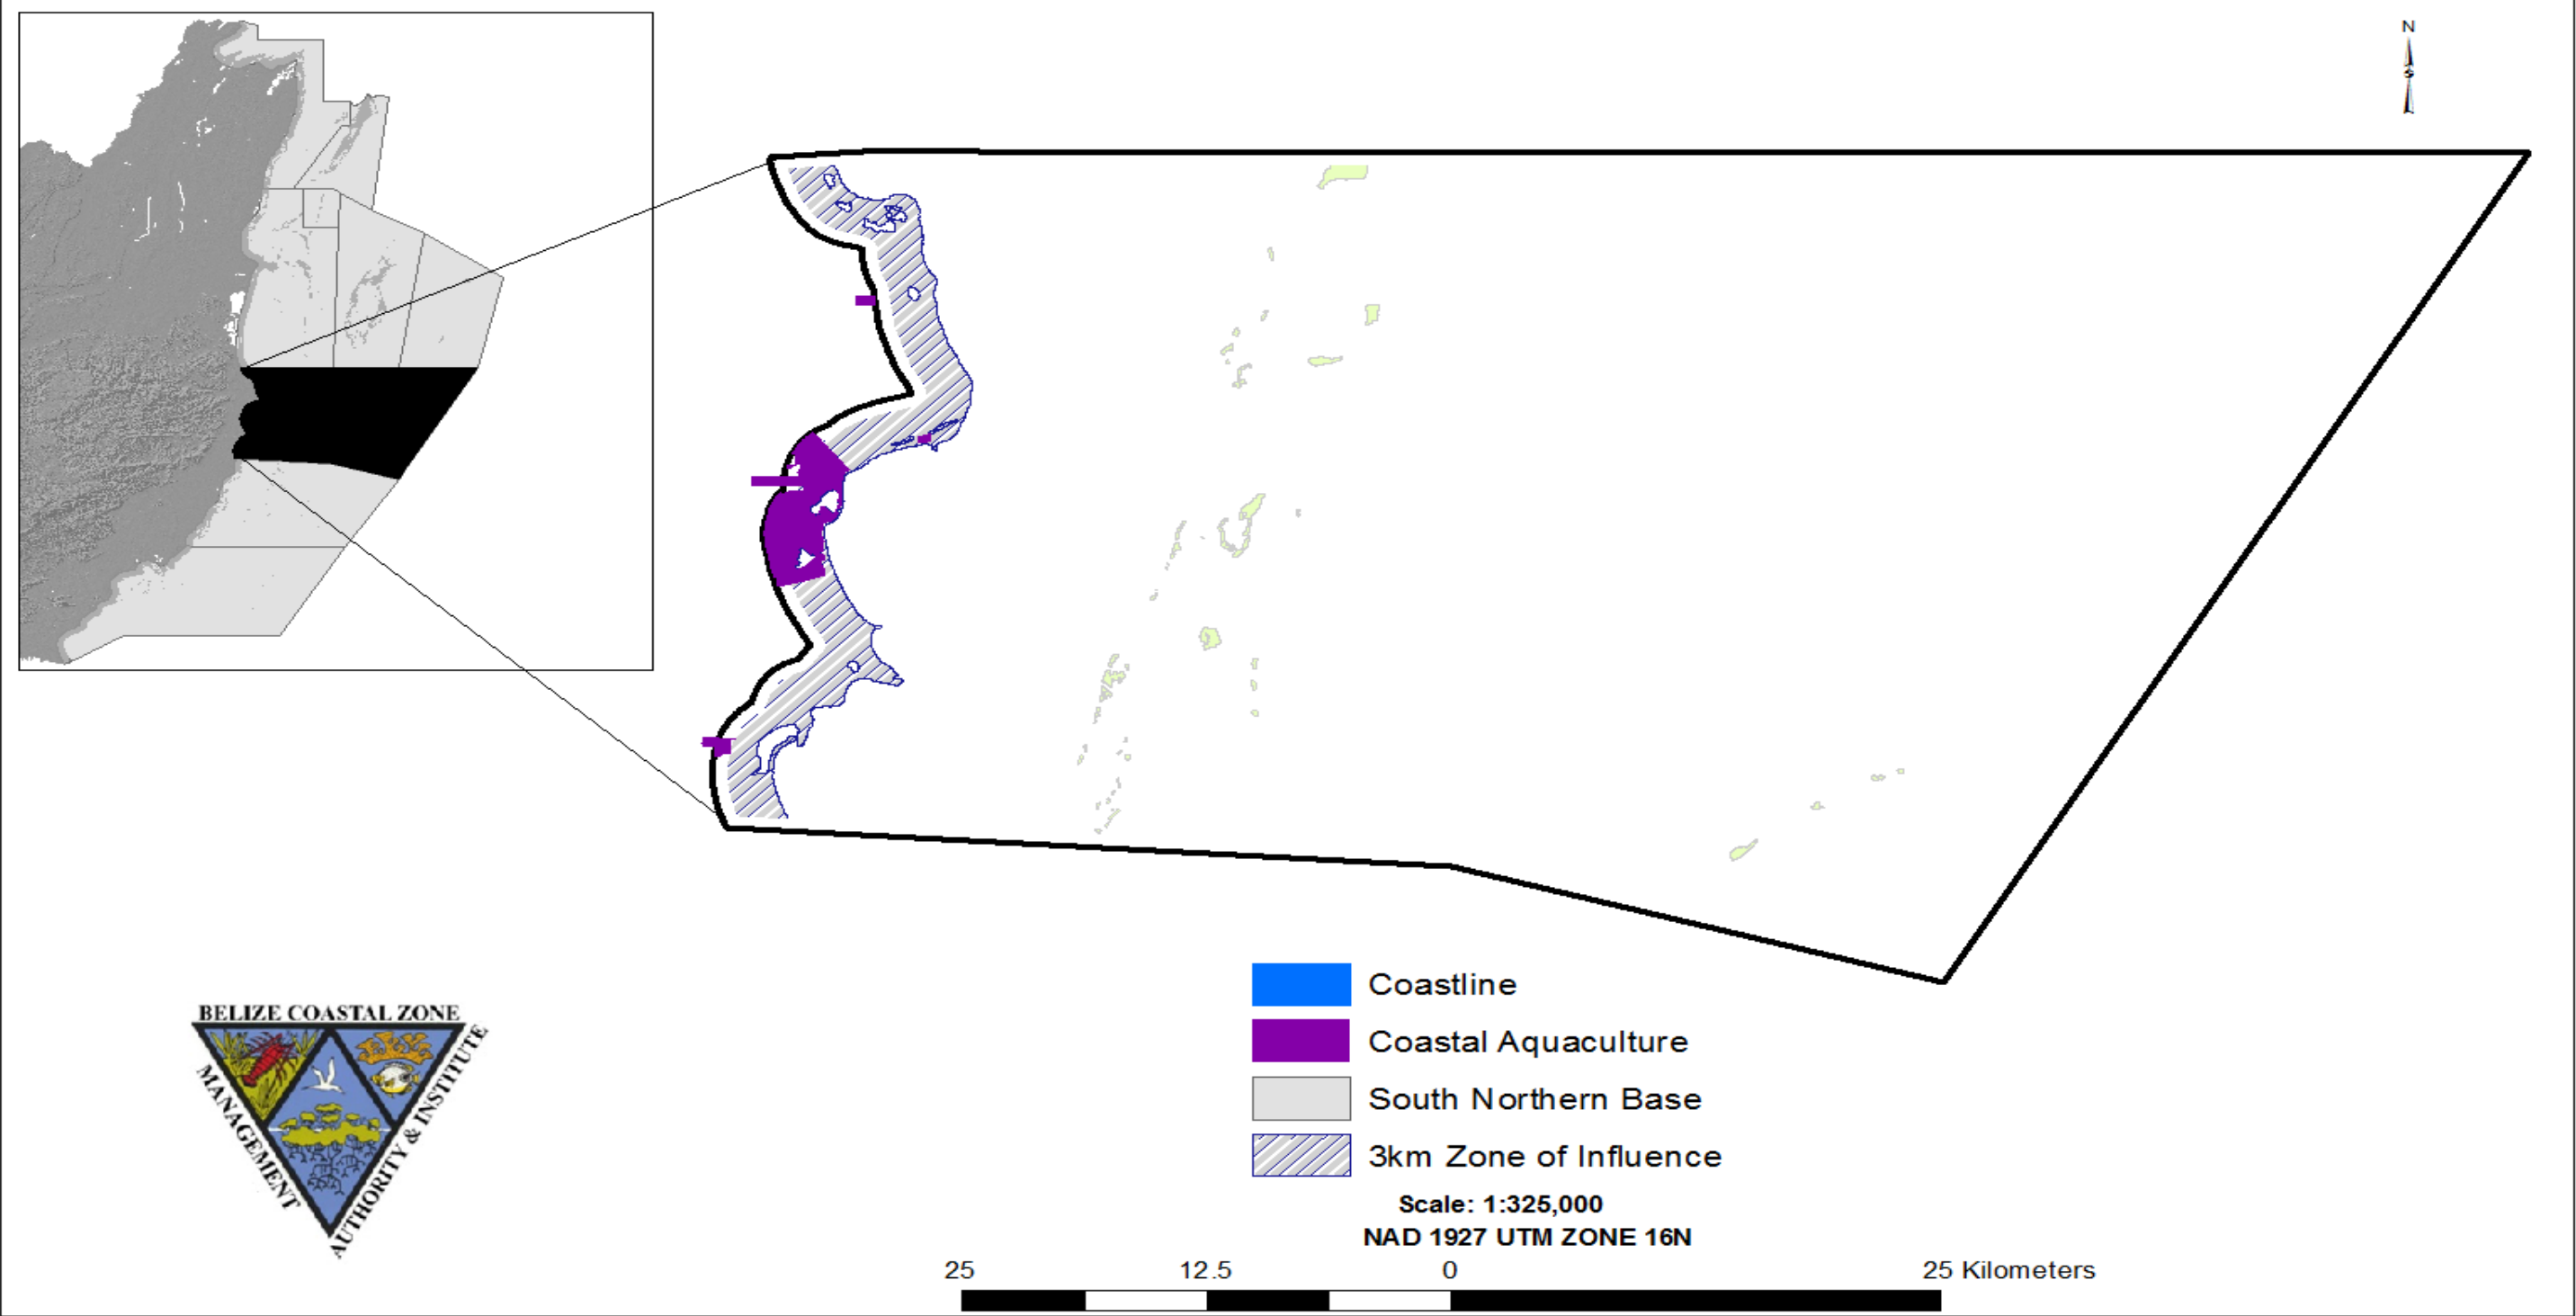 N
S
Coastline
Coastal Aquaculture
South Northern Base
3km Zone of Influence
Scale: 1:325,000
NAD 1927 UTM ZONE 16N
25 12.5 0 25 Kilometers
BELIZE COASTAL ZONE
MANAGEMENT
AUTHORITY & INSTITUTE